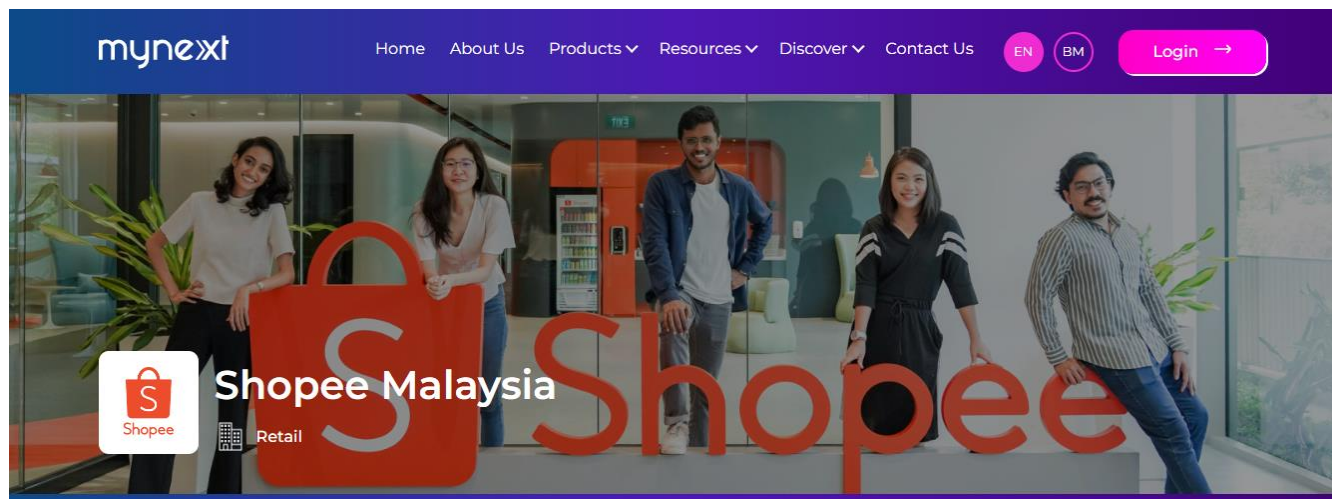 mynext
Home About Us Products Resources Discover Contact Us EN BM Login →
S Shopee
Shopee Malaysia
S
Shopee
Retail